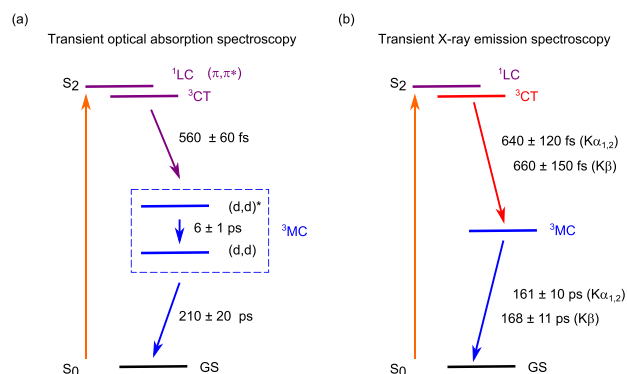 (a)
Transient optical absorption spectroscopy
S₂
¹LC (π,π*)
³CT
560 ± 60 fs
(d,d)*
6 ± 1 ps
³MC
(d,d)
210 ± 20 ps
S₀
GS
(b)
Transient X-ray emission spectroscopy
S₂
¹LC
³CT
640 ± 120 fs (Kα₁,₂)
660 ± 150 fs (Kβ)
³MC
161 ± 10 ps (Kα₁,₂)
168 ± 11 ps (Kβ)
S₀
GS